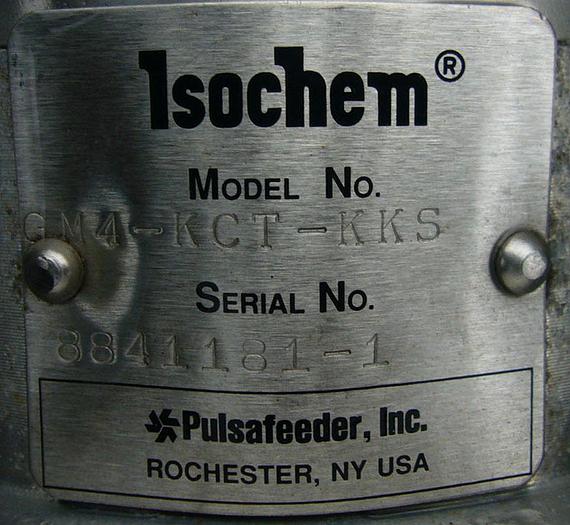 Isochem®
MODEL NO.
GM4-KCT-KKS
SERIAL NO.
8841181-1
Pulsafeeder, Inc.
ROCHESTER, NY USA